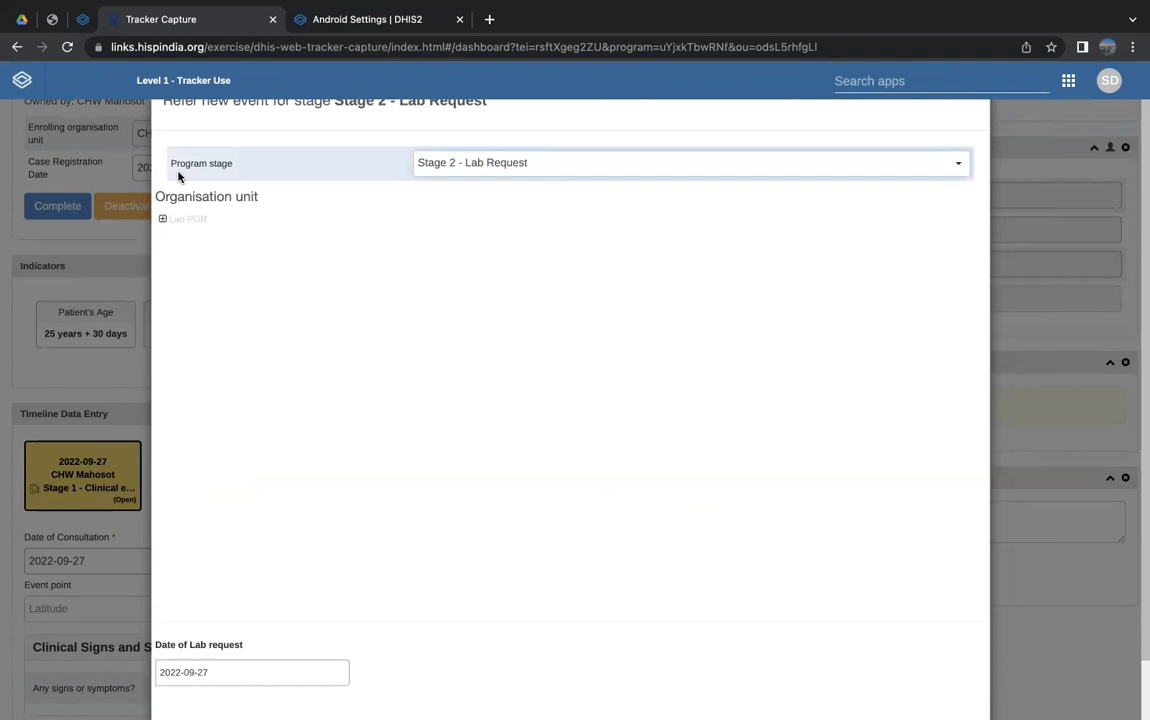 Tracker Capture
Android Settings | DHIS2
links.hispindia.org/exercise/dhis-web-tracker-capture/index.html#/dashboard?tei=rsftXgeg2ZU&program=uYjxkTbwRNf&ou=odsL5rhfgLl
Level 1 - Tracker Use
Search apps
SD
Owned by: CHW Mahosot
Refer new event for stage Stage 2 - Lab Request
Enrolling organisation
unit
CH
Case Registration
Date
202
Complete
Deactiva
Program stage
Stage 2 - Lab Request
Organisation unit
Lao PDR
Indicators
Patient's Age
25 years + 30 days
Timeline Data Entry
2022-09-27
CHW Mahosot
Stage 1 - Clinical e...
(Open)
Date of Consultation *
2022-09-27
Event point
Latitude
Clinical Signs and S
Any signs or symptoms?
Date of Lab request
2022-09-27